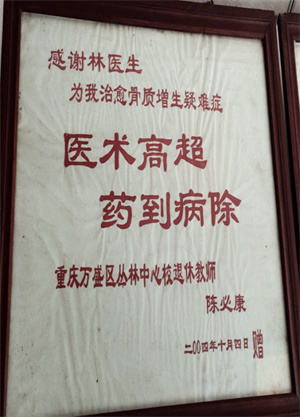 感谢林医生
为我治愈骨质增生疑难症
医术高超
药到病除
重庆万盛区丛林中心校退休教师
陈必康
二00四年十月四日赠